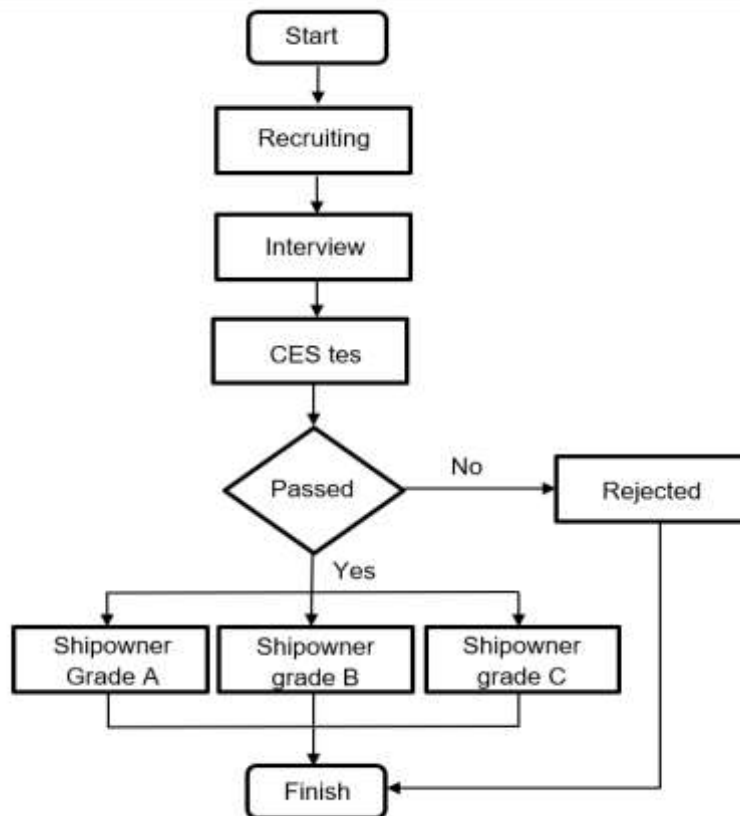 Start
Recruiting
Interview
CES tes
Passed
No
Rejected
Yes
Shipowner
Grade A
Shipowner
grade B
Shipowner
grade C
Finish